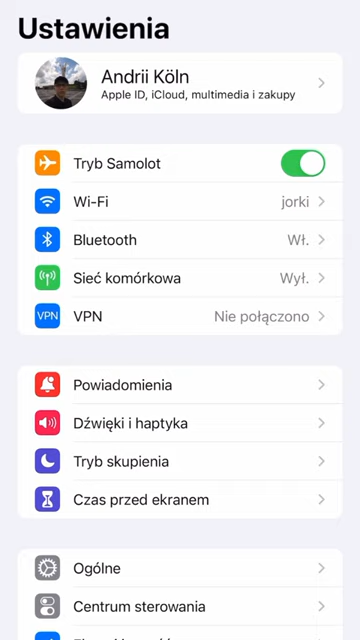 Ustawienia
Andrii Köln
Apple ID, iCloud, multimedia i zakupy
Tryb Samolot
Wi-Fi jorki
Bluetooth Wł.
Sieć komórkowa Wył.
VPN VPN Nie połączono
Powiadomienia
Dźwięki i haptyka
Tryb skupienia
Czas przed ekranem
Ogólne
Centrum sterowania